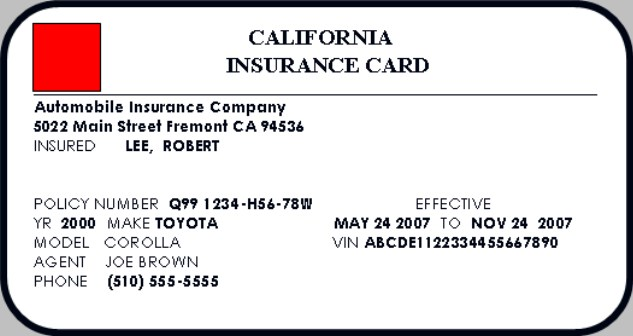 CALIFORNIA
INSURANCE CARD
Automobile Insurance Company
5022 Main Street Fremont CA 94536
INSURED LEE, ROBERT
POLICY NUMBER Q99 1234-H56-78W EFFECTIVE
YR 2000 MAKE TOYOTA MAY 24 2007 TO NOV 24 2007
MODEL COROLLA VIN ABCDE1122334455667890
AGENT JOE BROWN
PHONE (510) 555-5555